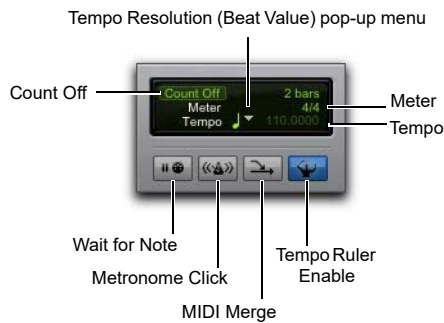 Tempo Resolution (Beat Value) pop-up menu
Count Off
Count Off 2 bars
Meter 4/4
Tempo 110.0000
Meter
Tempo
Wait for Note
Metronome Click
MIDI Merge
Tempo Ruler
Enable